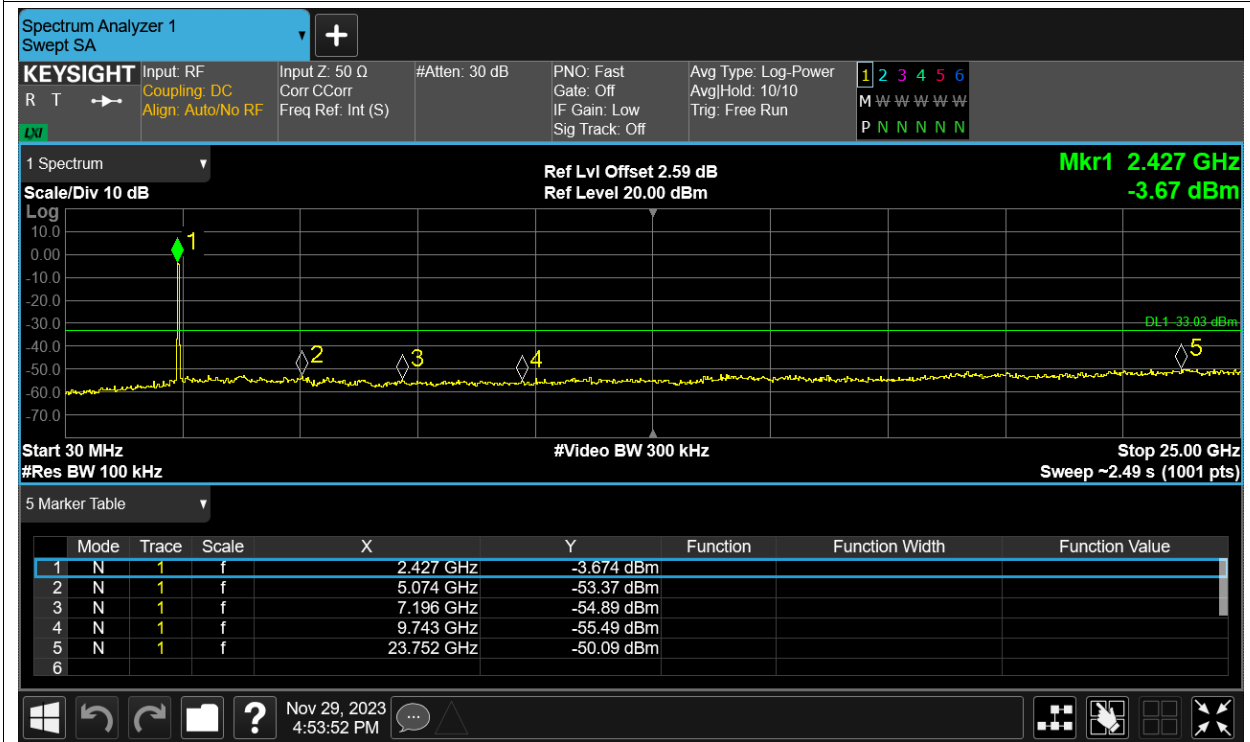 Spectrum Analyzer 1
Swept SA
+
KEYSIGHT
R T
LXI
Input: RF
Coupling: DC
Align: Auto/No RF
Input Z: 50 Ω
Corr CCorr
Freq Ref: Int (S)
#Atten: 30 dB
PNO: Fast
Gate: Off
IF Gain: Low
Sig Track: Off
Avg Type: Log-Power
Avg|Hold: 10/10
Trig: Free Run
1 2 3 4 5 6
M W W W W W
P N N N N N
1 Spectrum
Scale/Div 10 dB
Ref Lvl Offset 2.59 dB
Ref Level 20.00 dBm
Mkr1 2.427 GHz
-3.67 dBm
Log
10.0
0.00
-10.0
-20.0
-30.0
-40.0
-50.0
-60.0
-70.0
1
2
3
4
5
DL1 -33.03 dBm
Start 30 MHz
#Res BW 100 kHz
#Video BW 300 kHz
Stop 25.00 GHz
Sweep ~2.49 s (1001 pts)
5 Marker Table
Mode Trace Scale X Y Function Function Width Function Value
1 N 1 f 2.427 GHz -3.674 dBm
2 N 1 f 5.074 GHz -53.37 dBm
3 N 1 f 7.196 GHz -54.89 dBm
4 N 1 f 9.743 GHz -55.49 dBm
5 N 1 f 23.752 GHz -50.09 dBm
6
?
Nov 29, 2023
4:53:52 PM